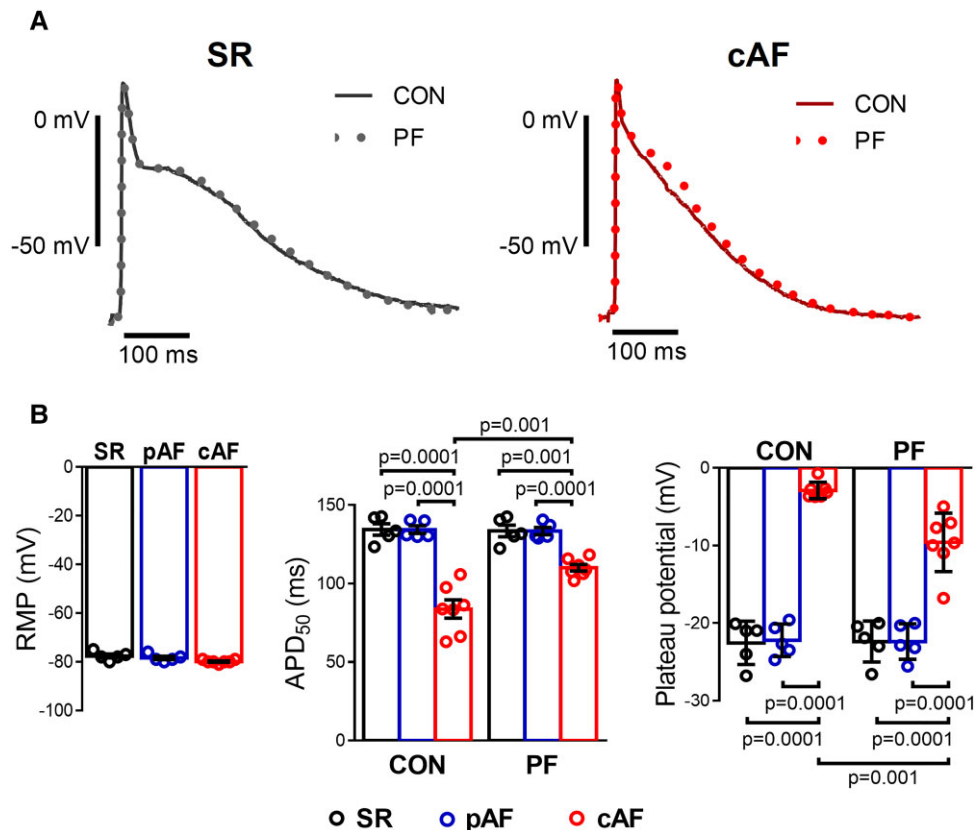 A
SR
cAF
CON
PF
0 mV
-50 mV
100 ms
CON
PF
0 mV
-50 mV
100 ms
B
SR pAF cAF
RMP (mV)
0
-20
-40
-60
-80
-100
p=0.001
p=0.0001 p=0.001
p=0.0001 p=0.0001
APD50 (ms)
150
100
50
0
CON PF
CON PF
Plateau potential (mV)
0
-10
-20
-30
p=0.0001 p=0.0001
p=0.0001 p=0.0001
p=0.001
SR pAF cAF